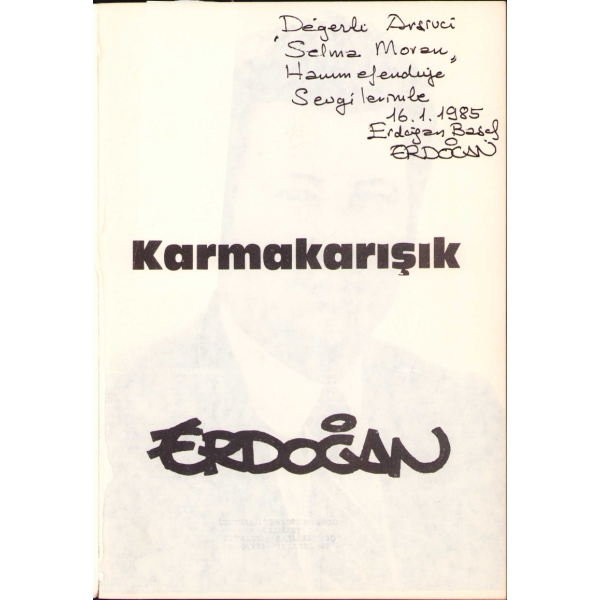 Değerli Arşivci
"Selma Moran"
Hanımefendiye
Sevgilerimle
16.1.1985
Erdoğan Başol
ERDOĞAN
Karmakarışık
ERDOĞAN